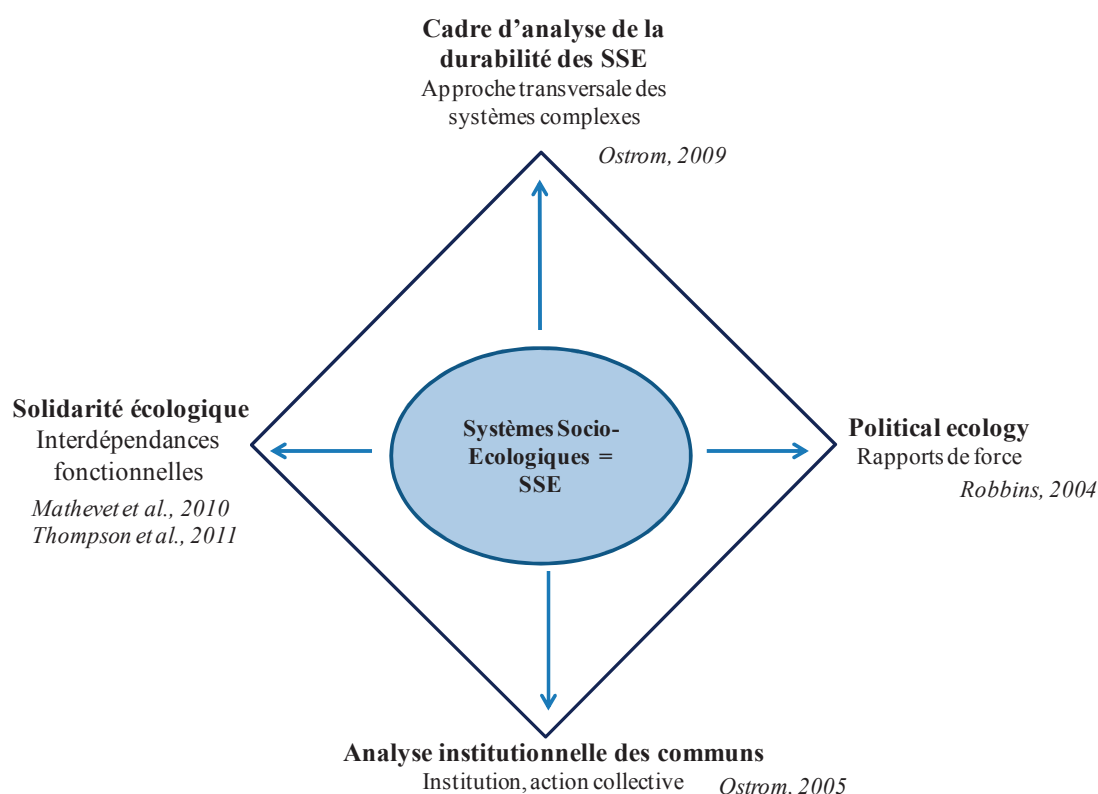 Cadre d'analyse de la
durabilité des SSE
Approche transversale des
systèmes complexes
Ostrom, 2009
Solidarité écologique
Interdépendances
fonctionnelles
Mathevet et al., 2010
Thompson et al., 2011
Systèmes Socio-
Ecologiques =
SSE
Political ecology
Rapports de force
Robbins, 2004
Analyse institutionnelle des communs
Institution, action collective
Ostrom, 2005